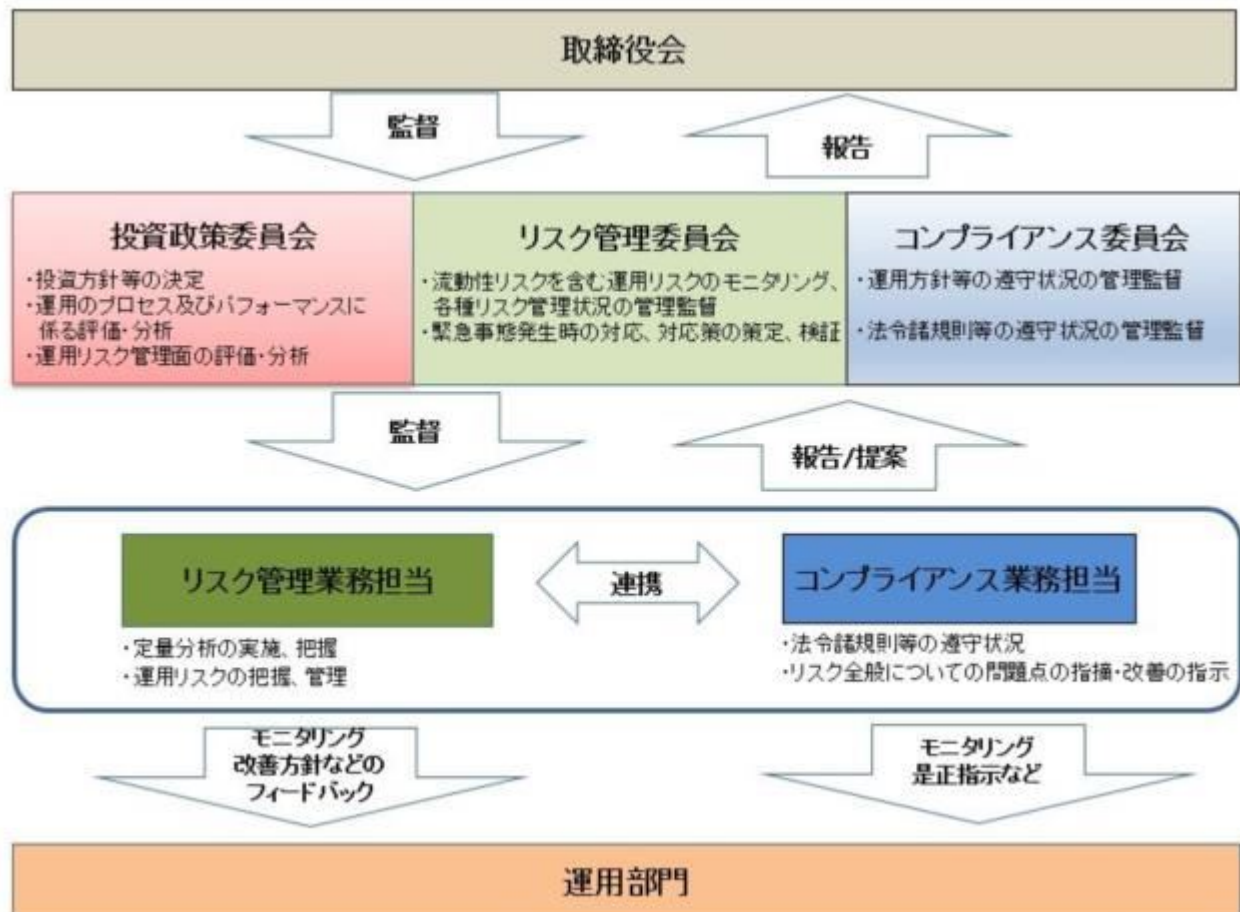 取締役会
監督
報告
投資政策委員会
・投資方針等の決定
・運用のプロセス及びパフォーマンスに
係る評価・分析
・運用リスク管理面の評価・分析
リスク管理委員会
・流動性リスクを含む運用リスクのモニタリング、
各種リスク管理状況の管理監督
・緊急事態発生時の対応、対応策の策定、検証
コンプライアンス委員会
・運用方針等の遵守状況の管理監督
・法令諸規則等の遵守状況の管理監督
監督
報告/提案
リスク管理業務担当
・定量分析の実施、把握
・運用リスクの把握、管理
連携
コンプライアンス業務担当
・法令諸規則等の遵守状況
・リスク全般についての問題点の指摘・改善の指示
モニタリング
改善方針などの
フィードバック
モニタリング
是正指示など
運用部門